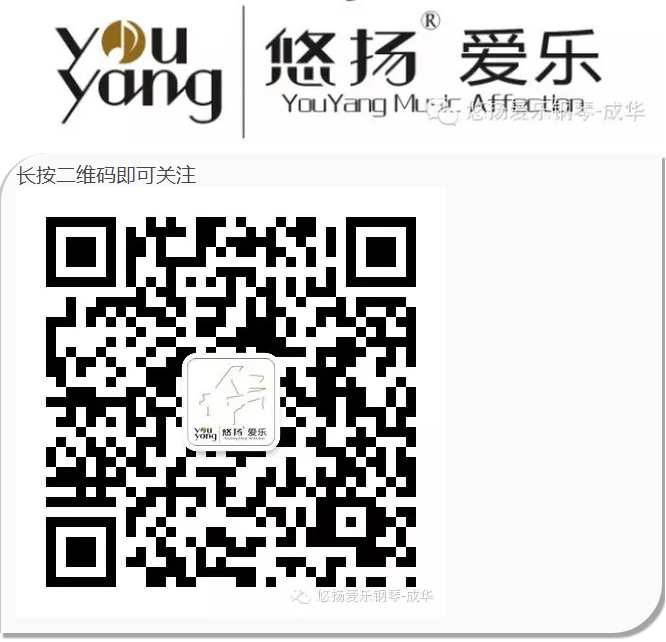 you yang
悠扬® 爱乐
YouYang Music Affection
悠扬爱乐钢琴-成华
长按二维码即可关注
you yang
悠扬 爱乐
悠扬爱乐钢琴-成华